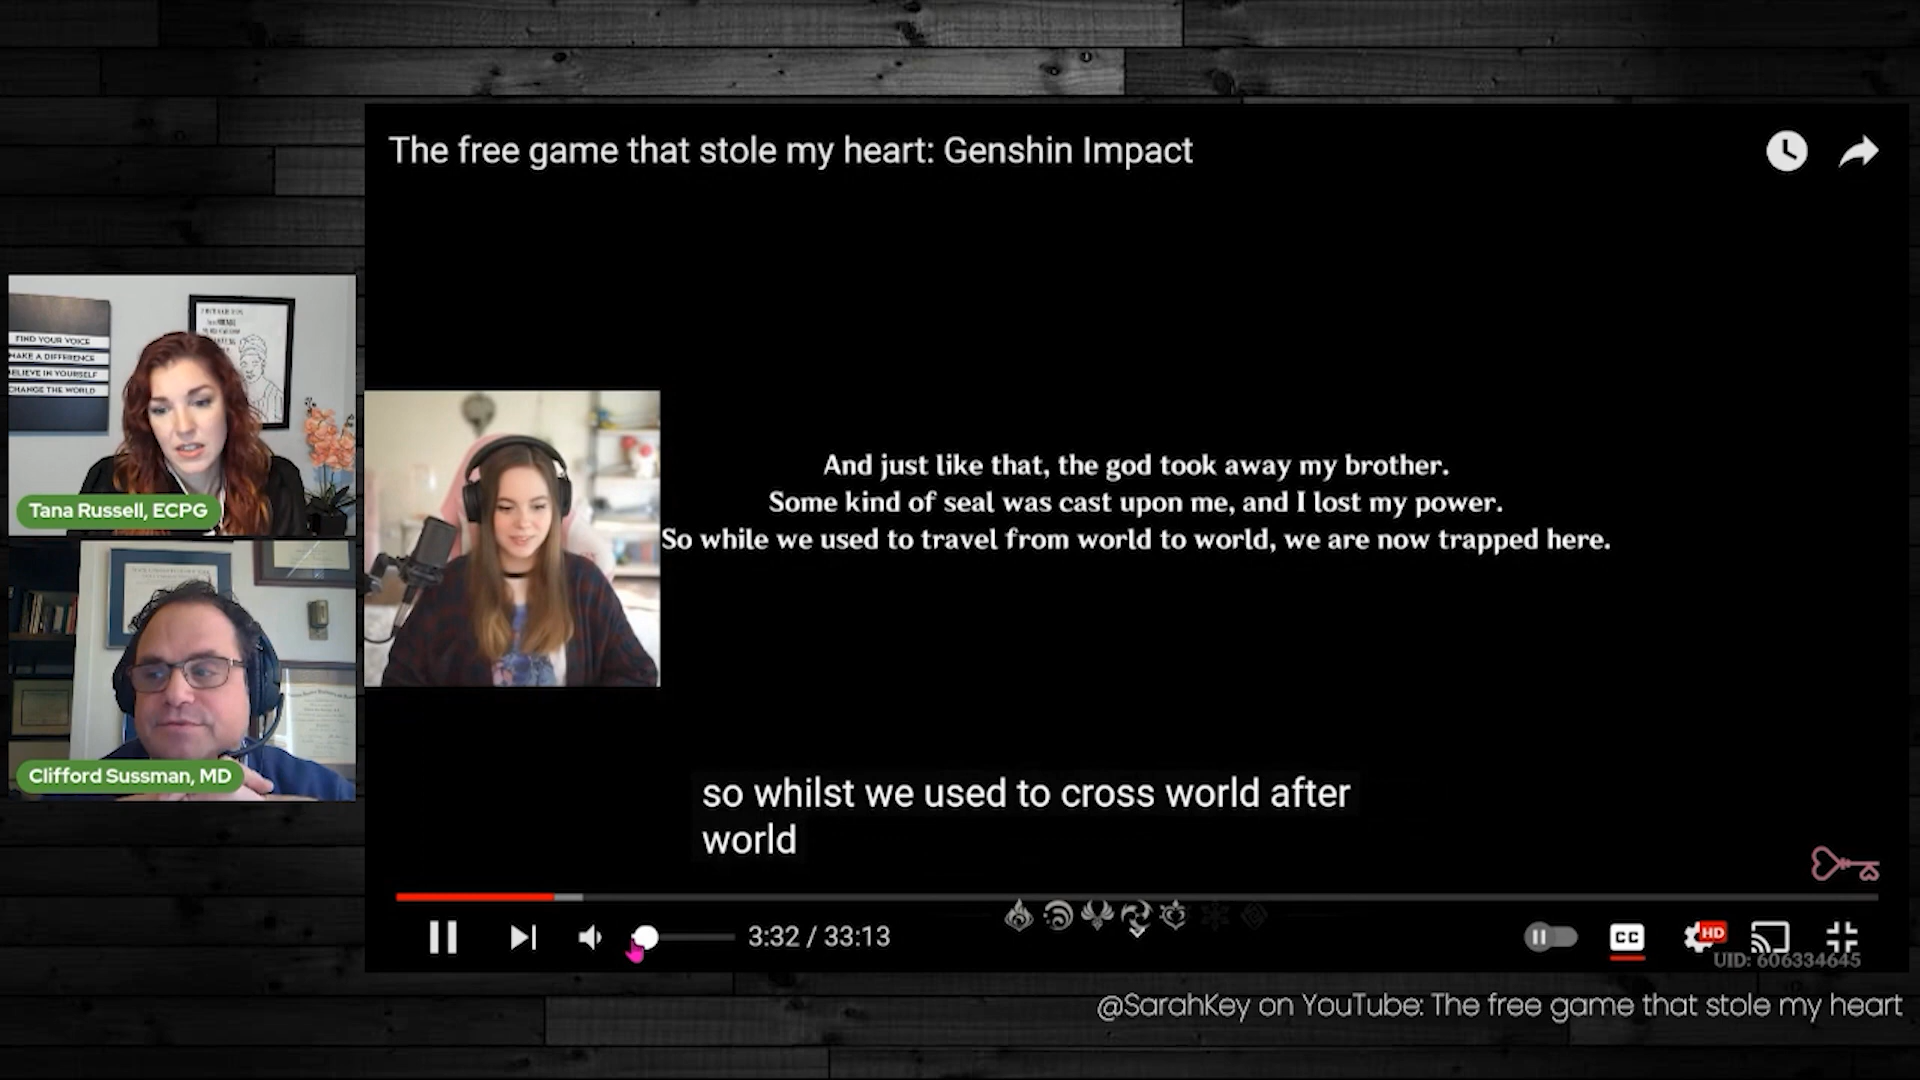 The free game that stole my heart: Genshin Impact
FIND YOUR VOICE
MAKE A DIFFERENCE
BELIEVE IN YOURSELF
CHANGE THE WORLD
Tana Russell, ECPG
Clifford Sussman, MD
And just like that, the god took away my brother.
Some kind of seal was cast upon me, and I lost my power.
So while we used to travel from world to world, we are now trapped here.
so whilst we used to cross world after
world
3:32 / 33:13
CC
HD
UID: 606334645
@SarahKey on YouTube: The free game that stole my heart